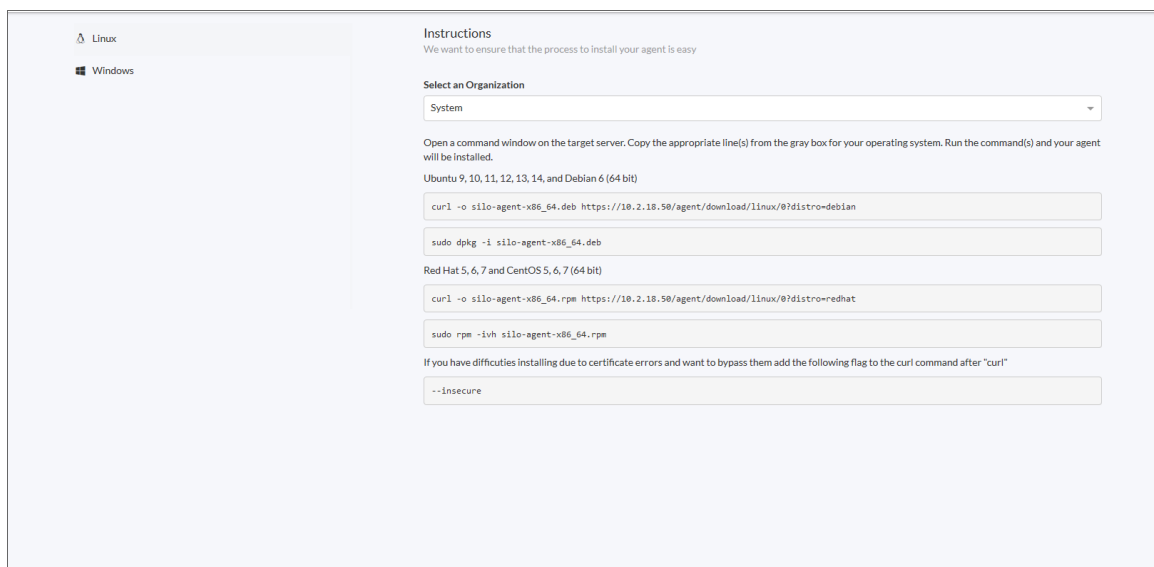 Linux
Windows
Instructions
We want to ensure that the process to install your agent is easy
Select an Organization
System
Open a command window on the target server. Copy the appropriate line(s) from the gray box for your operating system. Run the command(s) and your agent
will be installed.
Ubuntu 9, 10, 11, 12, 13, 14, and Debian 6 (64 bit)
curl -o silo-agent-x86_64.deb https://10.2.18.50/agent/download/linux/0?distro=debian
sudo dpkg -i silo-agent-x86_64.deb
Red Hat 5, 6, 7 and CentOS 5, 6, 7 (64 bit)
curl -o silo-agent-x86_64.rpm https://10.2.18.50/agent/download/linux/0?distro=redhat
sudo rpm -ivh silo-agent-x86_64.rpm
If you have difficuties installing due to certificate errors and want to bypass them add the following flag to the curl command after "curl"
--insecure